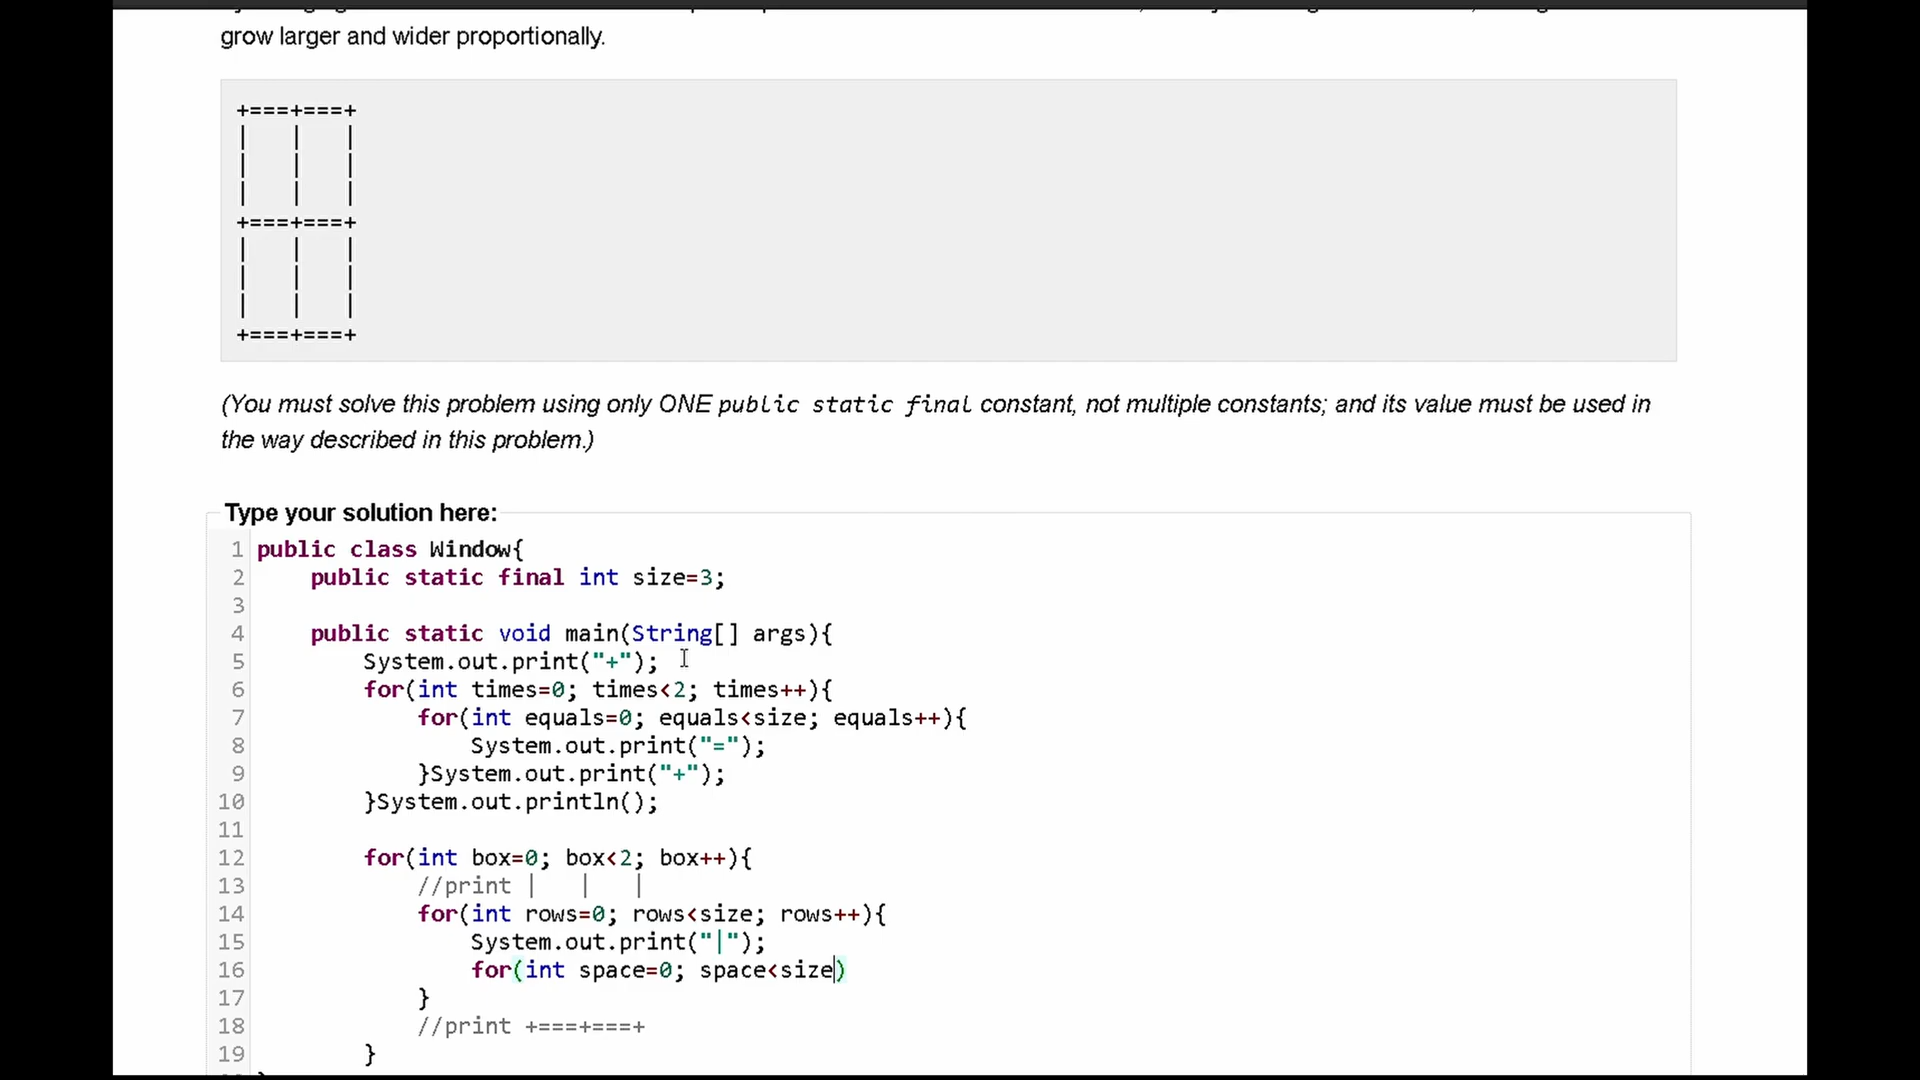 grow larger and wider proportionally.
+===+===+
|   |   |
|   |   |
|   |   |
+===+===+
|   |   |
|   |   |
|   |   |
+===+===+
(You must solve this problem using only ONE public static final constant, not multiple constants; and its value must be used in
the way described in this problem.)
Type your solution here:
1 public class Window{
2     public static final int size=3;
3
4     public static void main(String[] args){
5         System.out.print("+");
6         for(int times=0; times<2; times++){
7             for(int equals=0; equals<size; equals++){
8                 System.out.print("=");
9             }System.out.print("+");
10         }System.out.println();
11
12         for(int box=0; box<2; box++){
13             //print |   |   |
14             for(int rows=0; rows<size; rows++){
15                 System.out.print("|");
16                 for(int space=0; space<size)
17             }
18             //print +===+===+
19         }